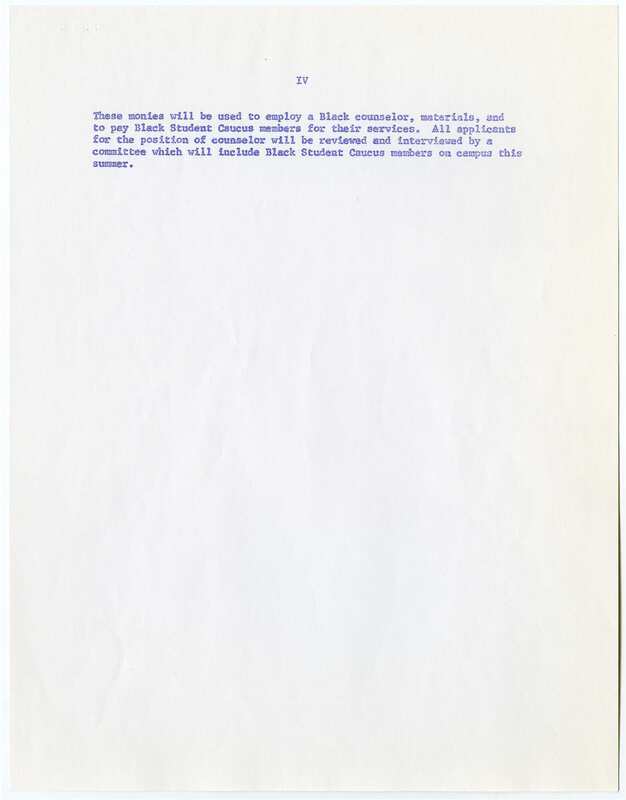 IV
These monies will be used to employ a Black counselor, materials, and
to pay Black Student Caucus members for their services. All applicants
for the position of counselor will be reviewed and interviewed by a
committee which will include Black Student Caucus members on campus this
summer.